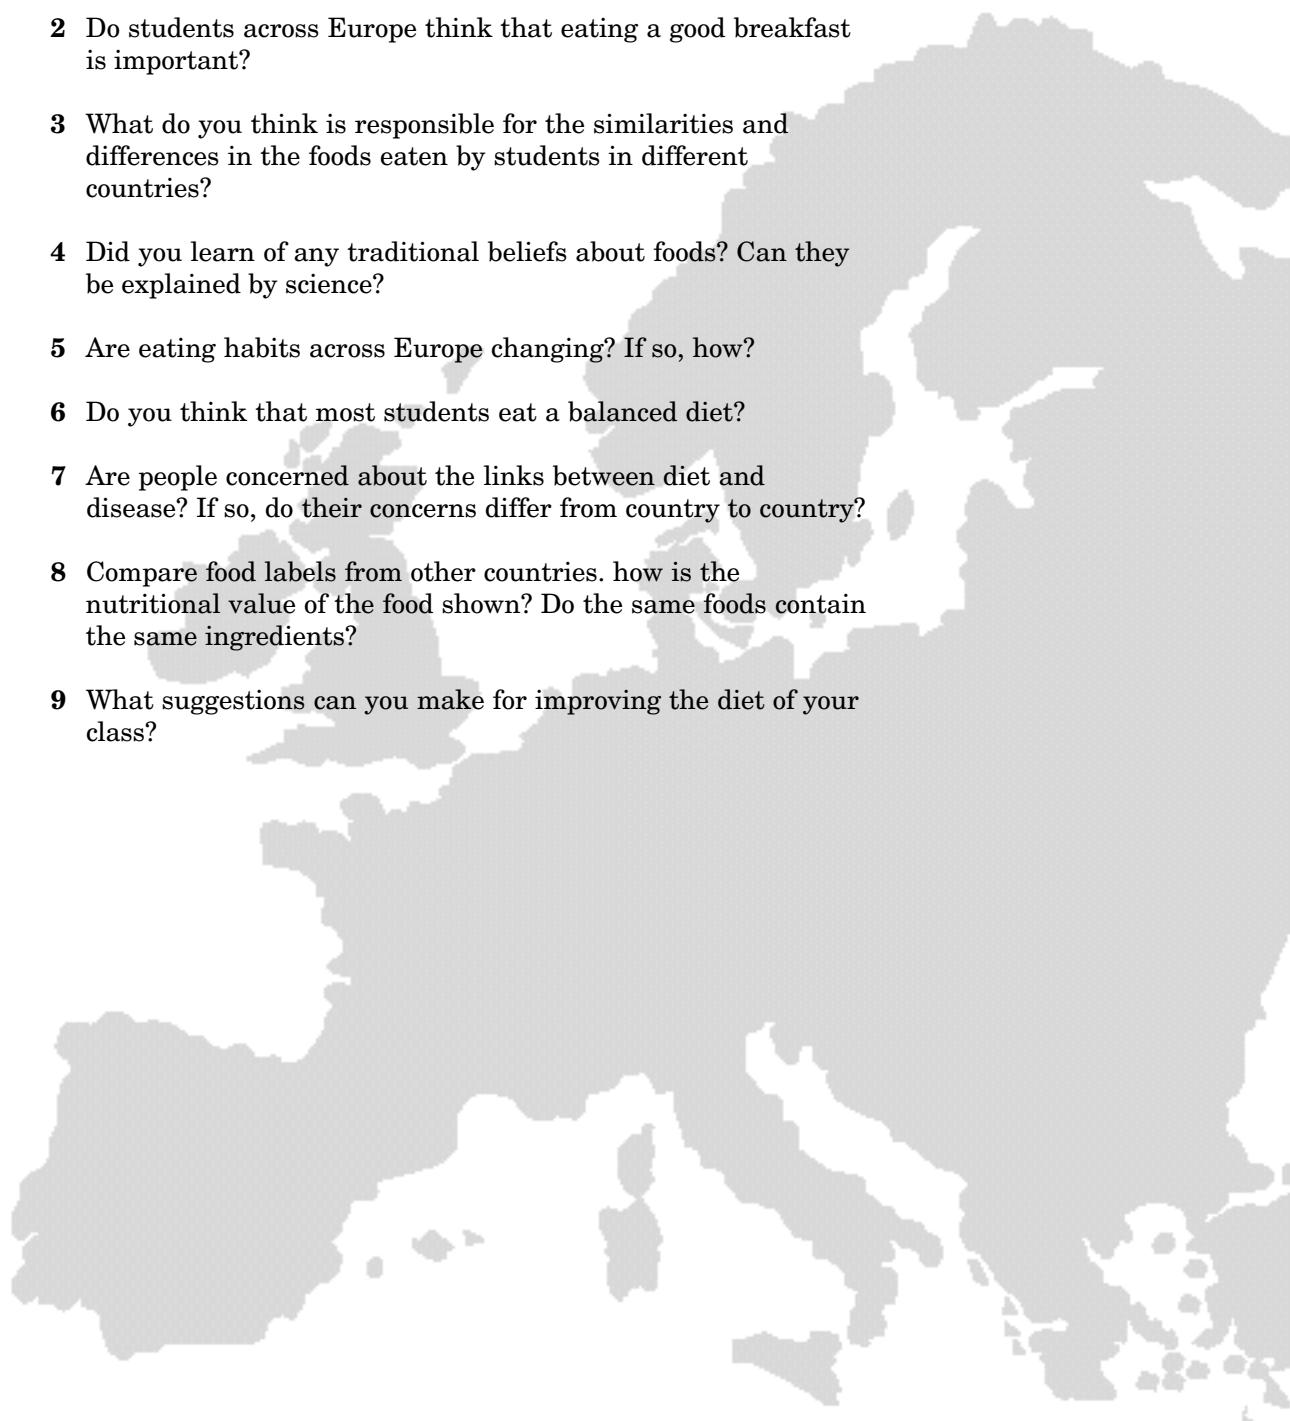 2 Do students across Europe think that eating a good breakfast
is important?
3 What do you think is responsible for the similarities and
differences in the foods eaten by students in different
countries?
4 Did you learn of any traditional beliefs about foods? Can they
be explained by science?
5 Are eating habits across Europe changing? If so, how?
6 Do you think that most students eat a balanced diet?
7 Are people concerned about the links between diet and
disease? If so, do their concerns differ from country to country?
8 Compare food labels from other countries. how is the
nutritional value of the food shown? Do the same foods contain
the same ingredients?
9 What suggestions can you make for improving the diet of your
class?